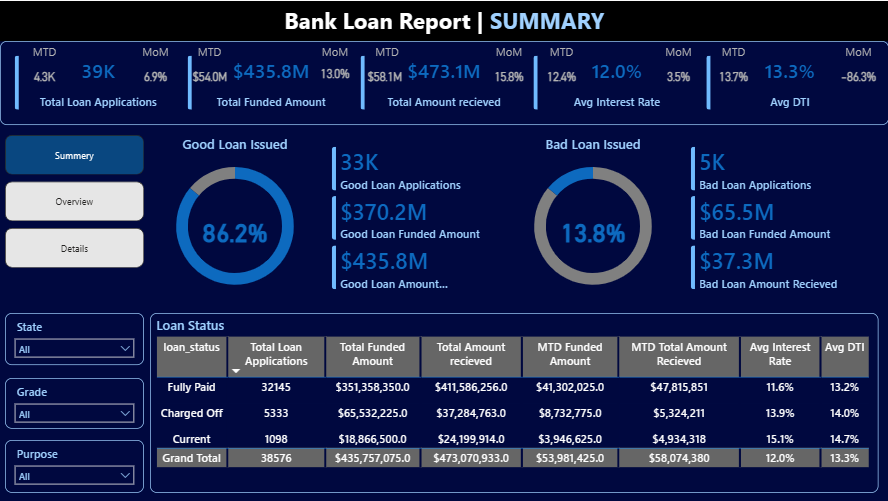 Bank Loan Report | SUMMARY
MTD MoM MTD MoM MTD MoM MTD MoM MTD MoM
4.3K 39K 6.9% $54.0M $435.8M 13.0% $58.1M $473.1M 15.8% 12.4% 12.0% 3.5% 13.7% 13.3% -86.3%
Total Loan Applications Total Funded Amount Total Amount recieved Avg Interest Rate Avg DTI
Summery
Overview
Details
Good Loan Issued
86.2%
33K
Good Loan Applications
$370.2M
Good Loan Funded Amount
$435.8M
Good Loan Amount...
Bad Loan Issued
13.8%
5K
Bad Loan Applications
$65.5M
Bad Loan Funded Amount
$37.3M
Bad Loan Amount Recieved
State
All
Grade
All
Purpose
All
Loan Status
loan_status Total Loan Applications Total Funded Amount Total Amount recieved MTD Funded Amount MTD Total Amount Recieved Avg Interest Rate Avg DTI
Fully Paid 32145 $351,358,350.0 $411,586,256.0 $41,302,025.0 $47,815,851 11.6% 13.2%
Charged Off 5333 $65,532,225.0 $37,284,763.0 $8,732,775.0 $5,324,211 13.9% 14.0%
Current 1098 $18,866,500.0 $24,199,914.0 $3,946,625.0 $4,934,318 15.1% 14.7%
Grand Total 38576 $435,757,075.0 $473,070,933.0 $53,981,425.0 $58,074,380 12.0% 13.3%